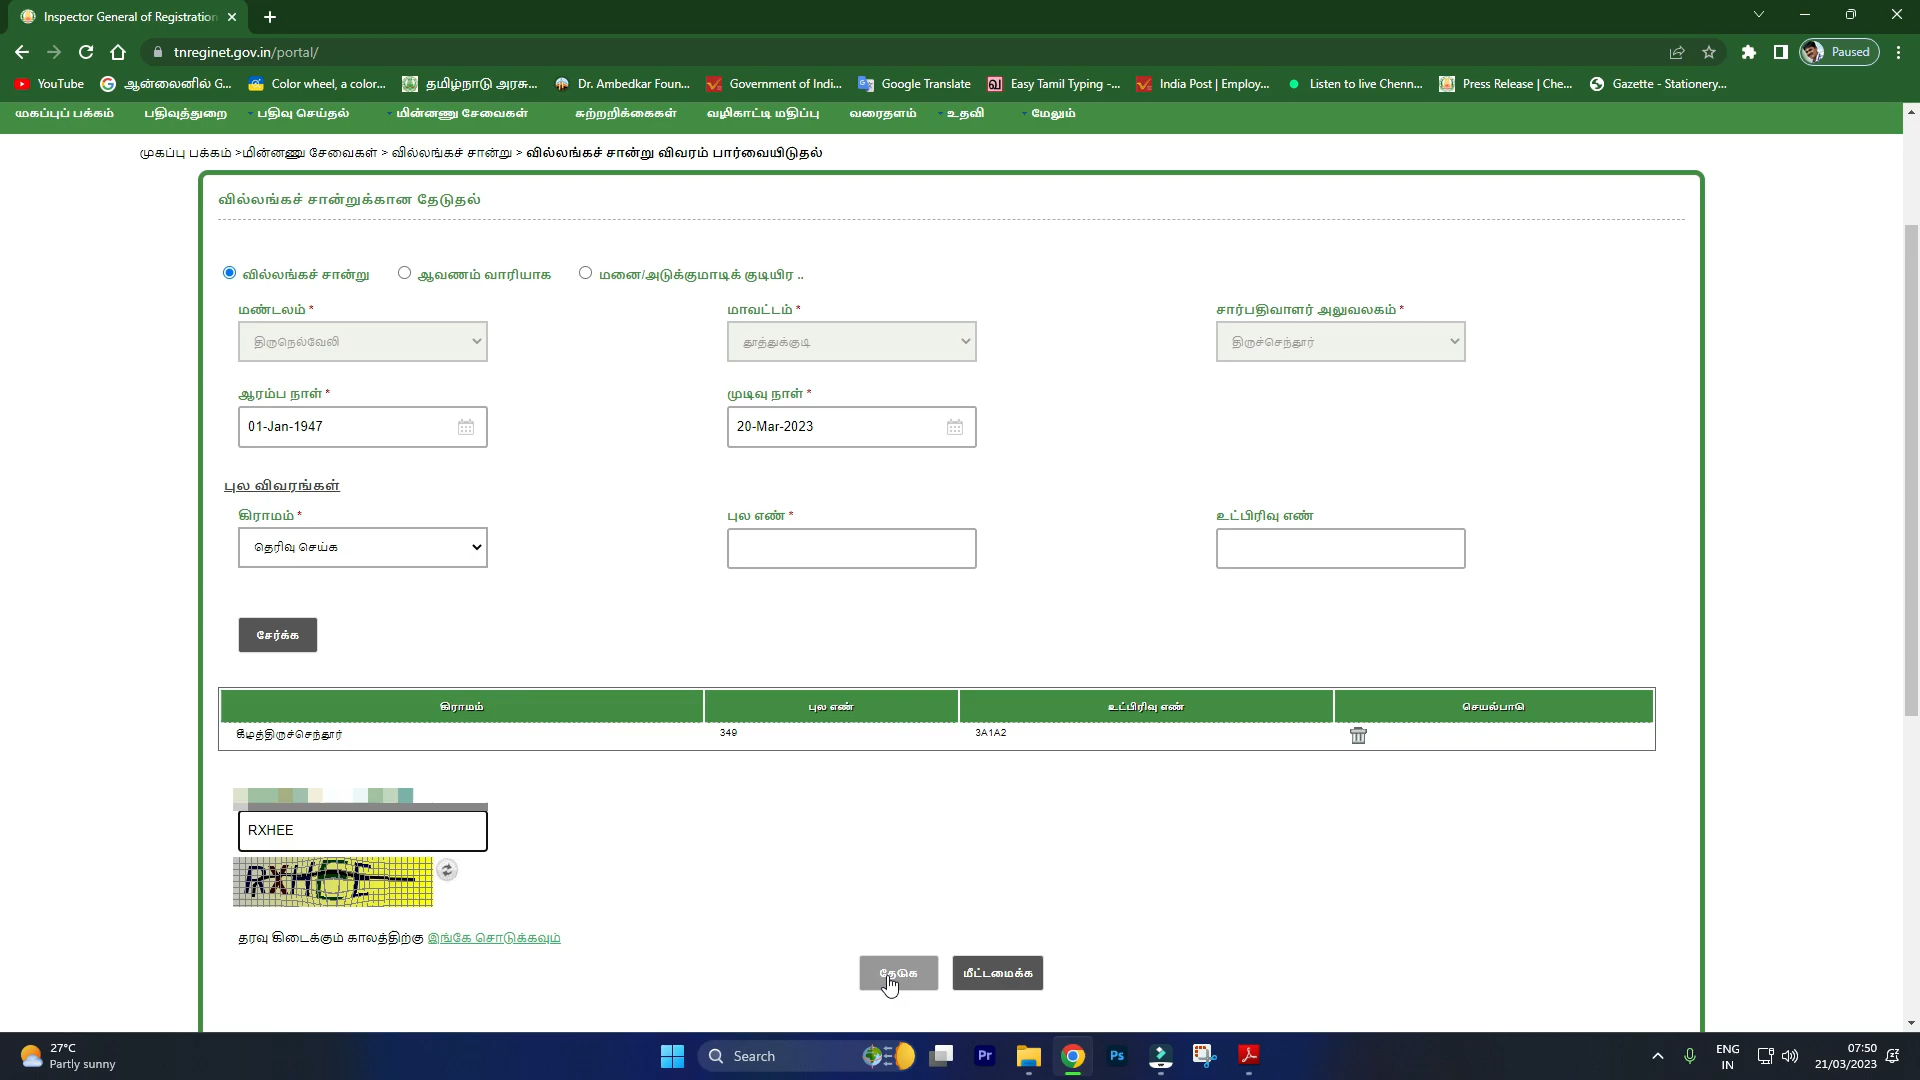 Inspector General of Registration
tnreginet.gov.in/portal/
Paused
YouTube
ஆன்லைனில் G...
Color wheel, a color...
தமிழ்நாடு அரசு...
Dr. Ambedkar Foun...
Government of Indi...
Google Translate
Easy Tamil Typing -...
India Post | Employ...
Listen to live Chenn...
Press Release | Che...
Gazette - Stationery...
முகப்புப் பக்கம்
பதிவுத்துறை
பதிவு செய்தல்
மின்னணு சேவைகள்
சுற்றறிக்கைகள்
வழிகாட்டி மதிப்பு
வரைதளம்
உதவி
மேலும்
முகப்பு பக்கம் >மின்னணு சேவைகள் > வில்லங்கச் சான்று > வில்லங்கச் சான்று விவரம் பார்வையிடுதல்
வில்லங்கச் சான்றுக்கான தேடுதல்
வில்லங்கச் சான்று
ஆவணம் வாரியாக
மனை/அடுக்குமாடிக் குடியிர ..
மண்டலம் *
மாவட்டம் *
சார்பதிவாளர் அலுவலகம் *
திருநெல்வேலி
தூத்துக்குடி
திருச்செந்தூர்
ஆரம்ப நாள் *
முடிவு நாள் *
01-Jan-1947
20-Mar-2023
புல விவரங்கள்
கிராமம் *
புல எண் *
உட்பிரிவு எண்
தெரிவு செய்க
சேர்க்க
கிராமம்
புல எண்
உட்பிரிவு எண்
செயல்பாடு
கீழத்திருச்செந்தூர்
349
3A1A2
RXHEE
தரவு கிடைக்கும் காலத்திற்கு இங்கே சொடுக்கவும்
தேடுக
மீட்டமைக்க
27°C
Partly sunny
Search
Pr
Ps
ENG
IN
07:50
21/03/2023